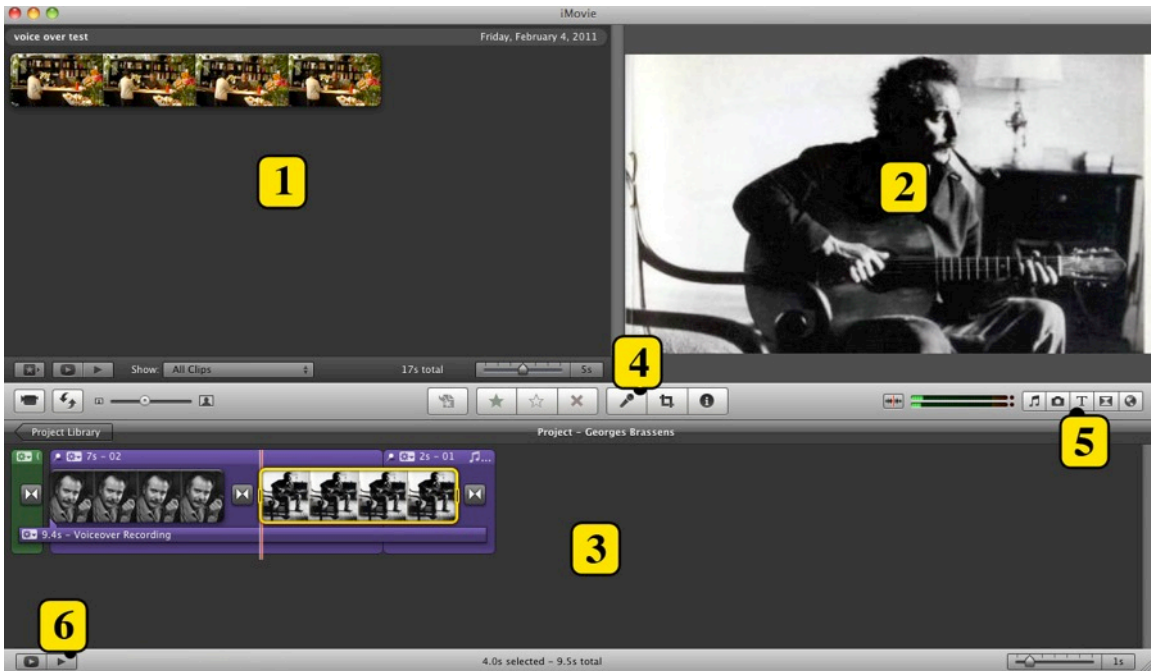 iMovie
voice over test Friday, February 4, 2011
1
2
Show: All Clips 17s total 5s
4
T
5
Project Library Project - Georges Brassens
7s - 02 2s - 01 ...
9.4s - Voiceover Recording
3
6
4.0s selected - 9.5s total 1s